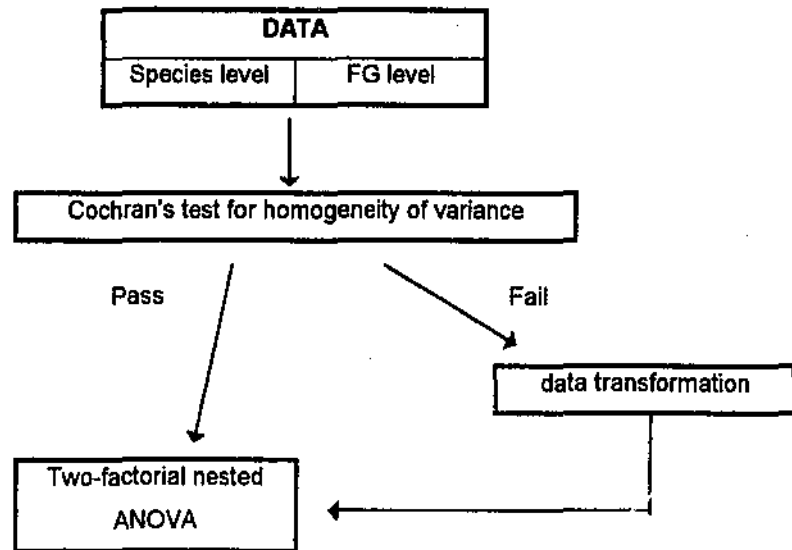 DATA
Species level FG level
Cochran's test for homogeneity of variance
Pass Fail
data transformation
Two-factorial nested
ANOVA